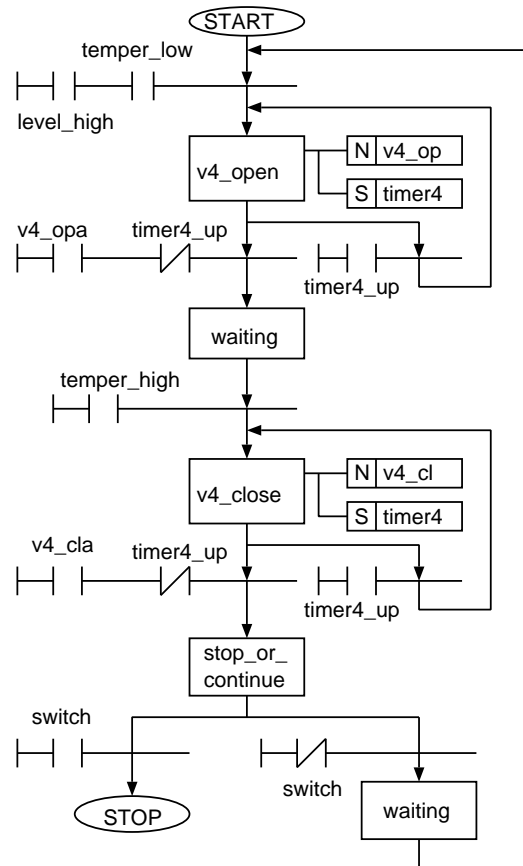 START
temper_low
level_high
v4_open
N v4_op
S timer4
v4_opa
timer4_up
timer4_up
waiting
temper_high
v4_close
N v4_cl
S timer4
v4_cla
timer4_up
timer4_up
stop_or_
continue
switch
switch
STOP
waiting